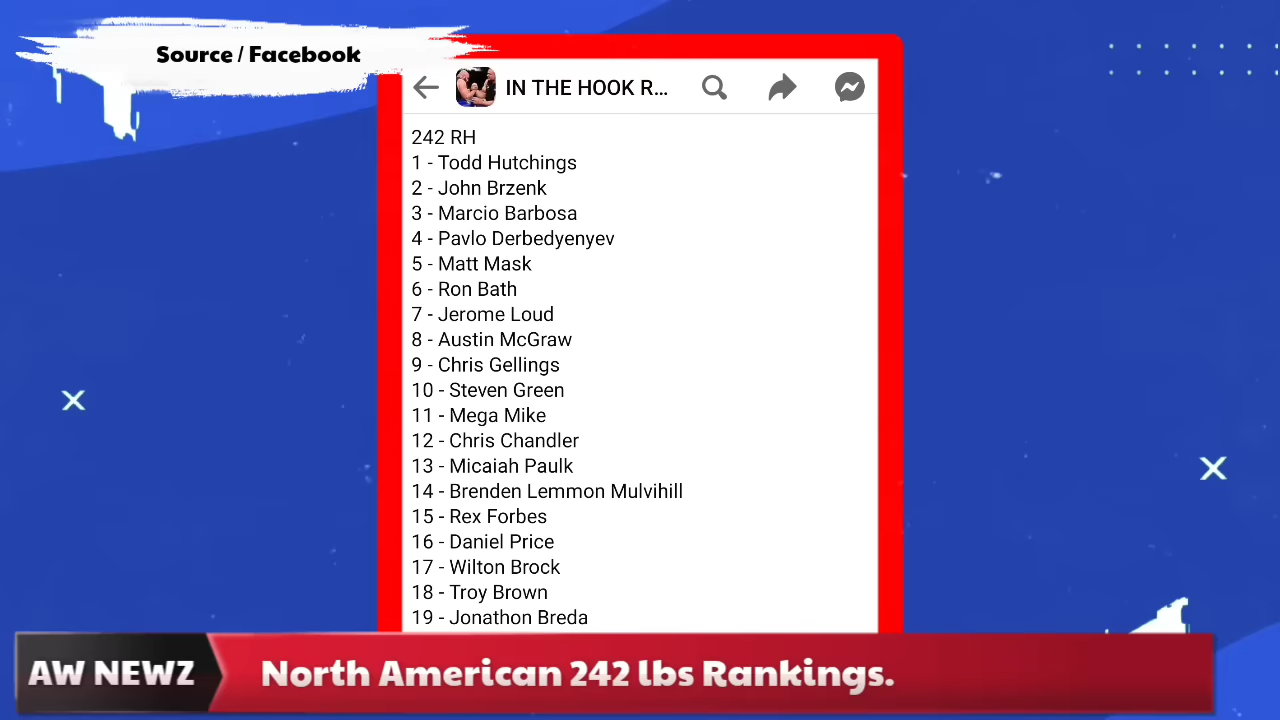 Source / Facebook
IN THE HOOK R...
242 RH
1 - Todd Hutchings
2 - John Brzenk
3 - Marcio Barbosa
4 - Pavlo Derbedyenyev
5 - Matt Mask
6 - Ron Bath
7 - Jerome Loud
8 - Austin McGraw
9 - Chris Gellings
10 - Steven Green
11 - Mega Mike
12 - Chris Chandler
13 - Micaiah Paulk
14 - Brenden Lemmon Mulvihill
15 - Rex Forbes
16 - Daniel Price
17 - Wilton Brock
18 - Troy Brown
19 - Jonathon Breda
AW NEWZ
North American 242 lbs Rankings.